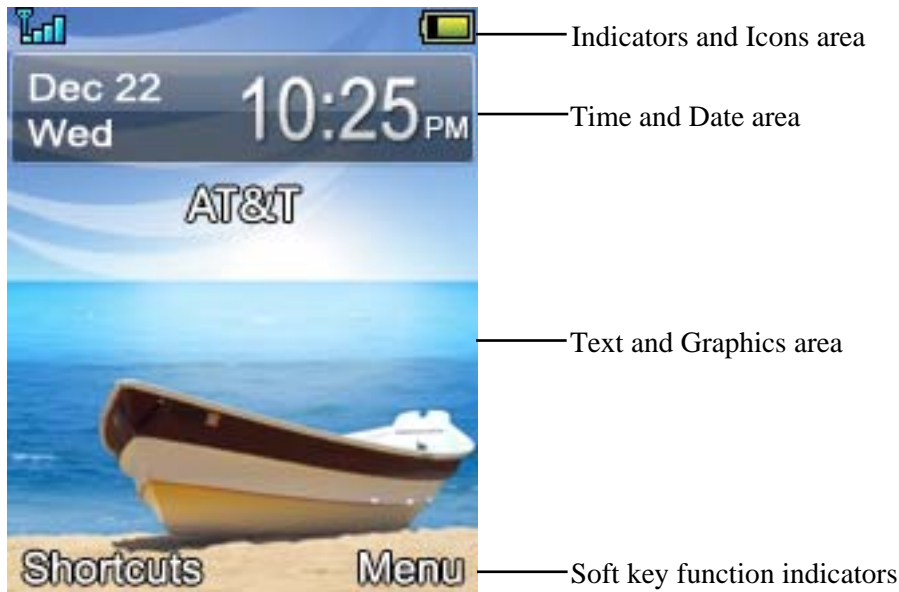 Indicators and Icons area
Dec 22
Wed
10:25 PM
Time and Date area
AT&T
Text and Graphics area
Shortcuts
Menu
Soft key function indicators